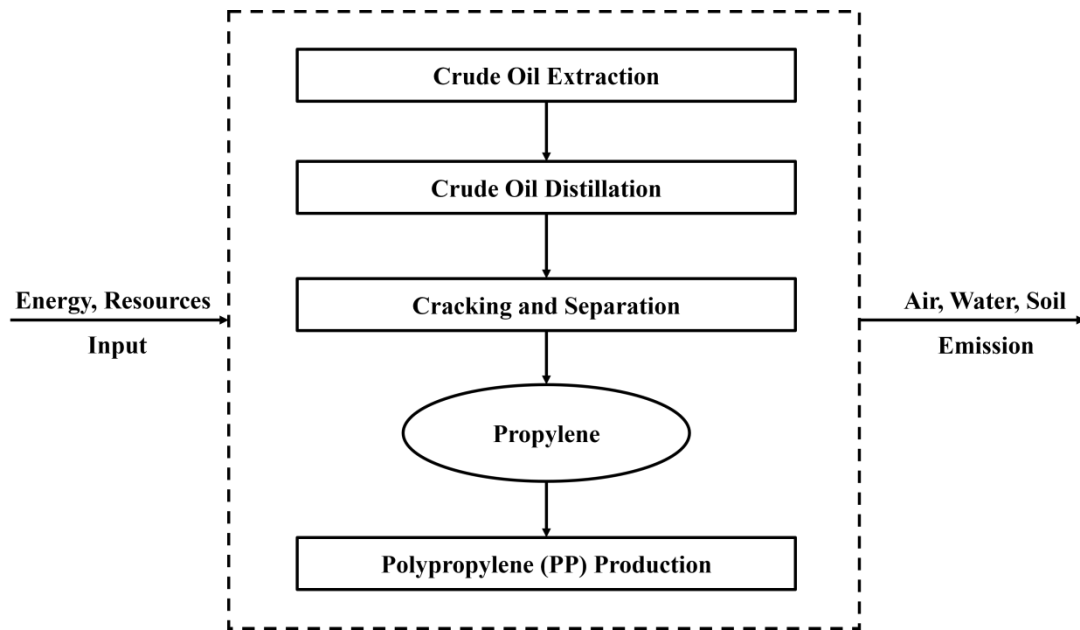 Crude Oil Extraction
Crude Oil Distillation
Energy, Resources
Input
Cracking and Separation
Air, Water, Soil
Emission
Propylene
Polypropylene (PP) Production